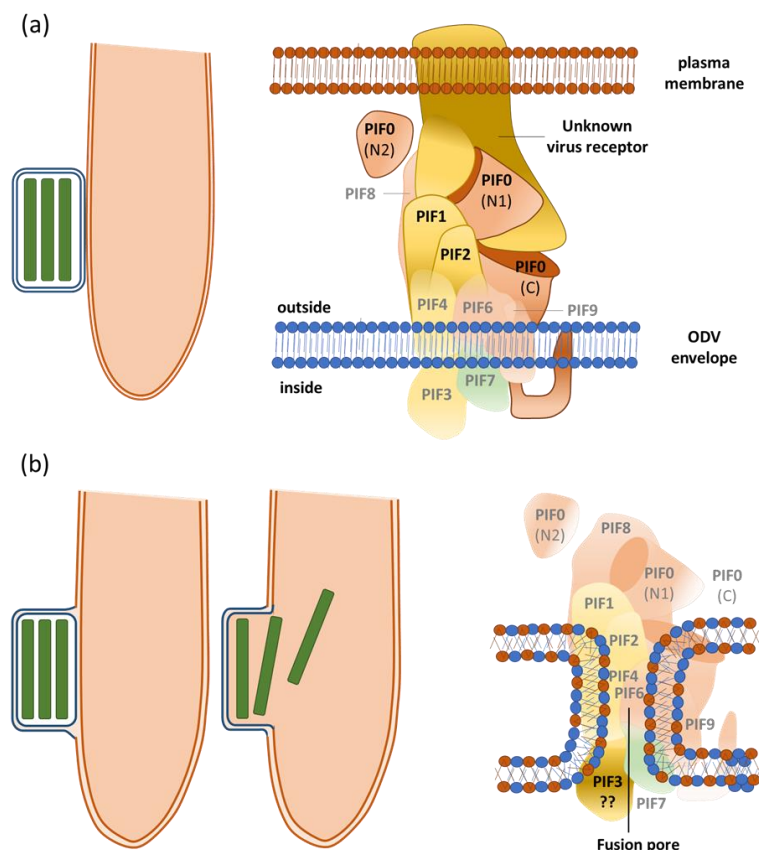 (a)
plasma
membrane
PIF0
(N2)
Unknown
virus receptor
PIF8
PIF0
(N1)
PIF1
PIF2
PIF0
(C)
PIF4
PIF6
PIF9
outside
ODV
envelope
inside
PIF7
PIF3
(b)
PIF0
(N2)
PIF8
PIF0
(N1)
PIF0
(C)
PIF1
PIF2
PIF4
PIF6
PIF9
PIF3
??
PIF7
Fusion pore